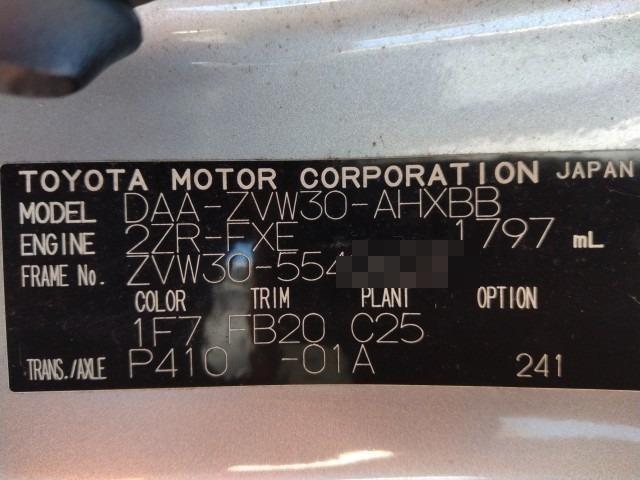 TOYOTA MOTOR CORPORATION JAPAN
MODEL DAA-ZVW30-AHXBB
ENGINE 2ZR-FXE 1797 mL
FRAME No. ZVW30-554
COLOR TRIM PLANT OPTION
1F7 FB20 C25
TRANS./AXLE P410 -01A 241